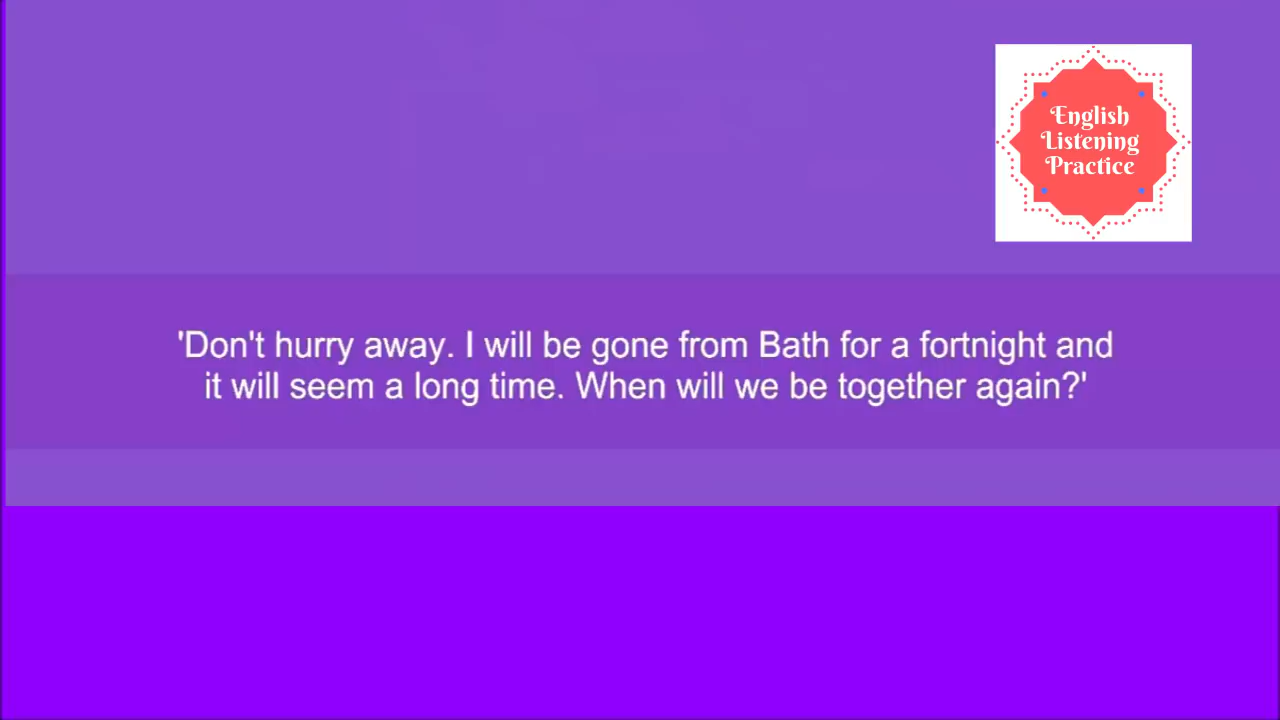 English
Listening
Practice
'Don't hurry away. I will be gone from Bath for a fortnight and
it will seem a long time. When will we be together again?'